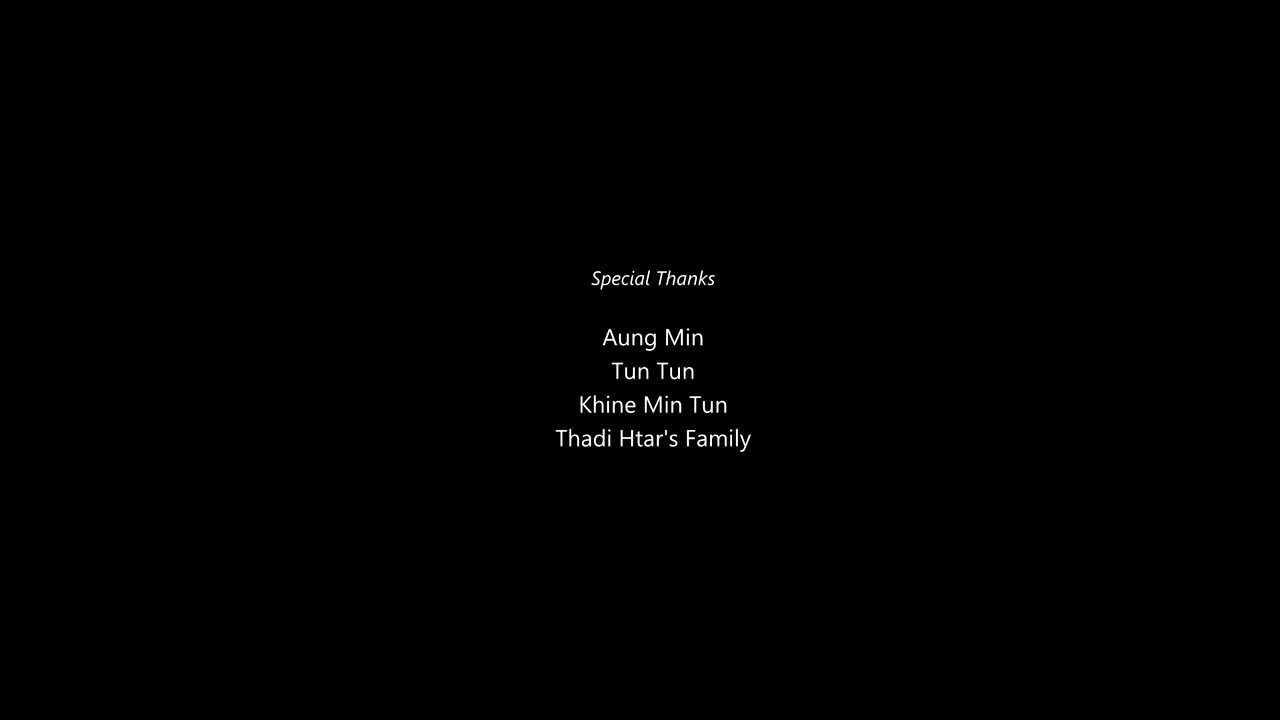 Special Thanks
Aung Min
Tun Tun
Khine Min Tun
Thadi Htar's Family